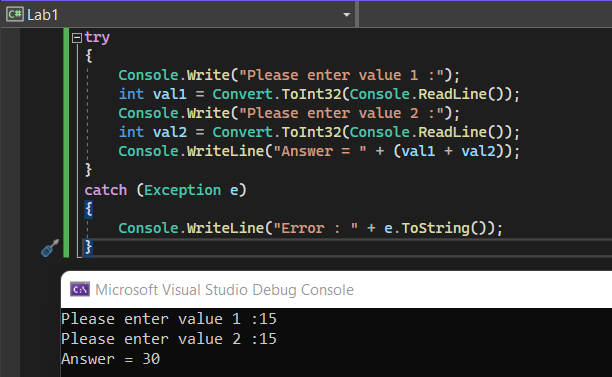 C# Lab1
try
{
Console.Write("Please enter value 1 :");
int val1 = Convert.ToInt32(Console.ReadLine());
Console.Write("Please enter value 2 :");
int val2 = Convert.ToInt32(Console.ReadLine());
Console.WriteLine("Answer = " + (val1 + val2));
}
catch (Exception e)
{
Console.WriteLine("Error : " + e.ToString());
}
C:\ Microsoft Visual Studio Debug Console
Please enter value 1 :15
Please enter value 2 :15
Answer = 30